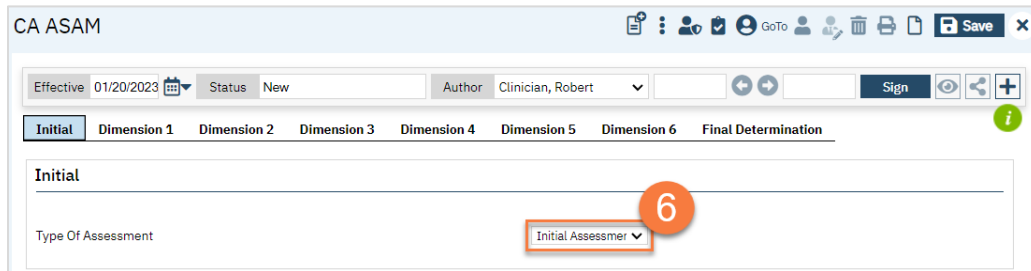 CA ASAM GoTo Save
Effective 01/20/2023 Status New Author Clinician, Robert Sign
i
Initial Dimension 1 Dimension 2 Dimension 3 Dimension 4 Dimension 5 Dimension 6 Final Determination
Initial
6
Type Of Assessment Initial Assessmer